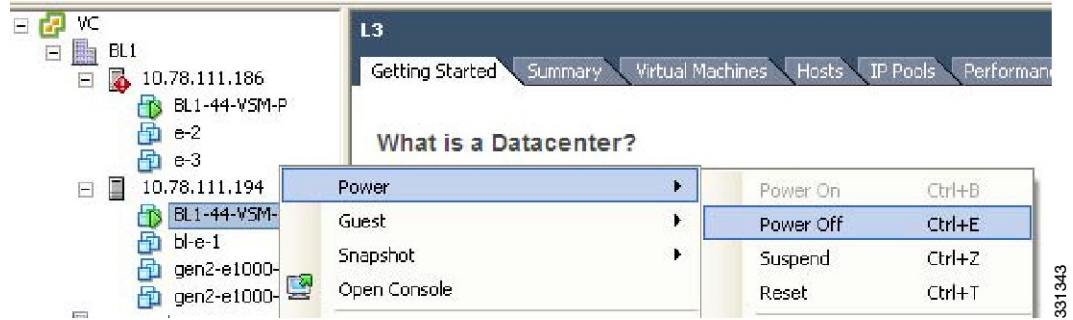 VC
BL1
10.78.111.186
BL1-44-VSM-P
e-2
e-3
10.78.111.194
BL1-44-VSM-
bl-e-1
gen2-e1000-
gen2-e1000-
L3
Getting Started Summary Virtual Machines Hosts IP Pools Performan
What is a Datacenter?
Power
Guest
Snapshot
Open Console
Power On Ctrl+B
Power Off Ctrl+E
Suspend Ctrl+Z
Reset Ctrl+T
331343